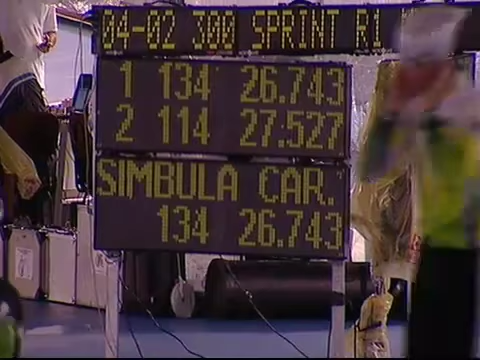 04-02 300 SPRINT R1
1 134 26.743
2 114 27.527
SIMBULA CAR.
134 26.743